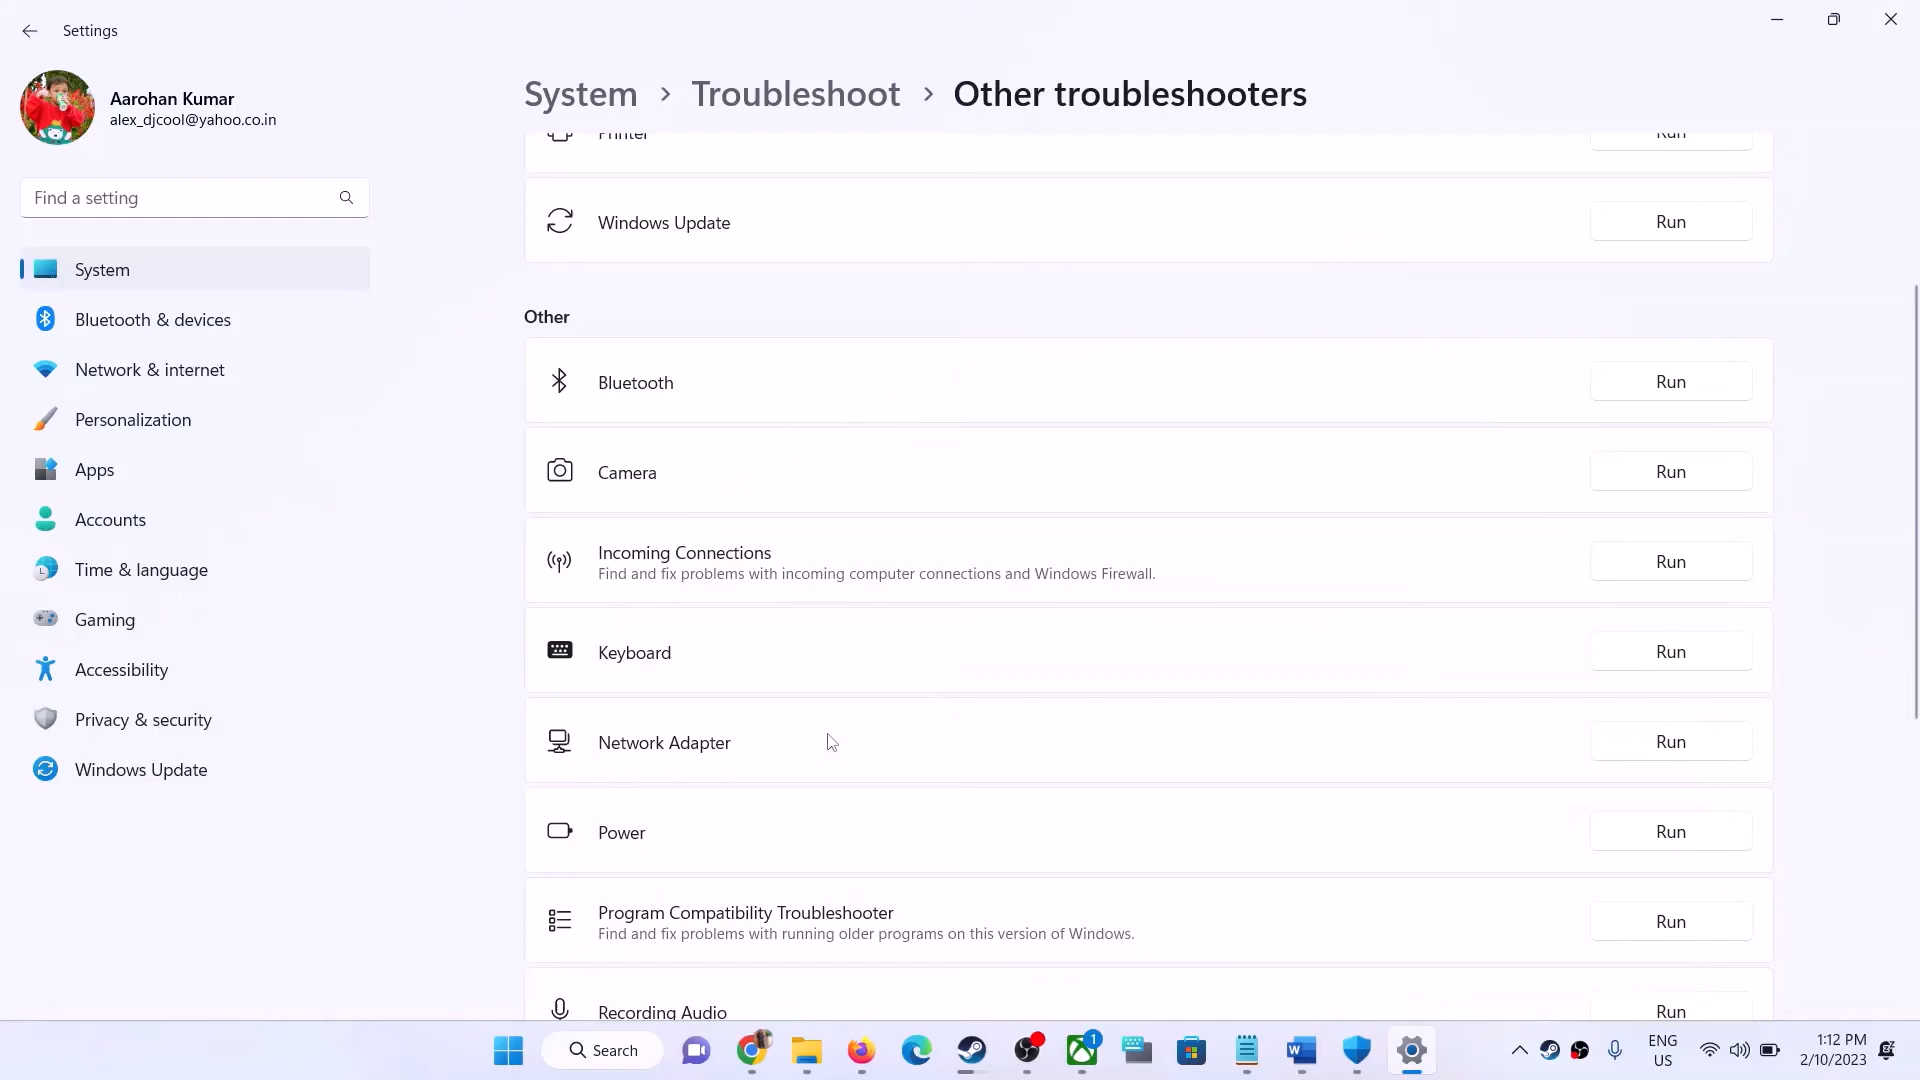 Settings
Aarohan Kumar
alex_djcool@yahoo.co.in
Find a setting
System
Bluetooth & devices
Network & internet
Personalization
Apps
Accounts
Time & language
Gaming
Accessibility
Privacy & security
Windows Update
System > Troubleshoot > Other troubleshooters
Printer Run
Windows Update Run
Other
Bluetooth Run
Camera Run
Incoming Connections Run
Find and fix problems with incoming computer connections and Windows Firewall.
Keyboard Run
Network Adapter Run
Power Run
Program Compatibility Troubleshooter Run
Find and fix problems with running older programs on this version of Windows.
Recording Audio Run
Search
1
ENG
US
1:12 PM
2/10/2023